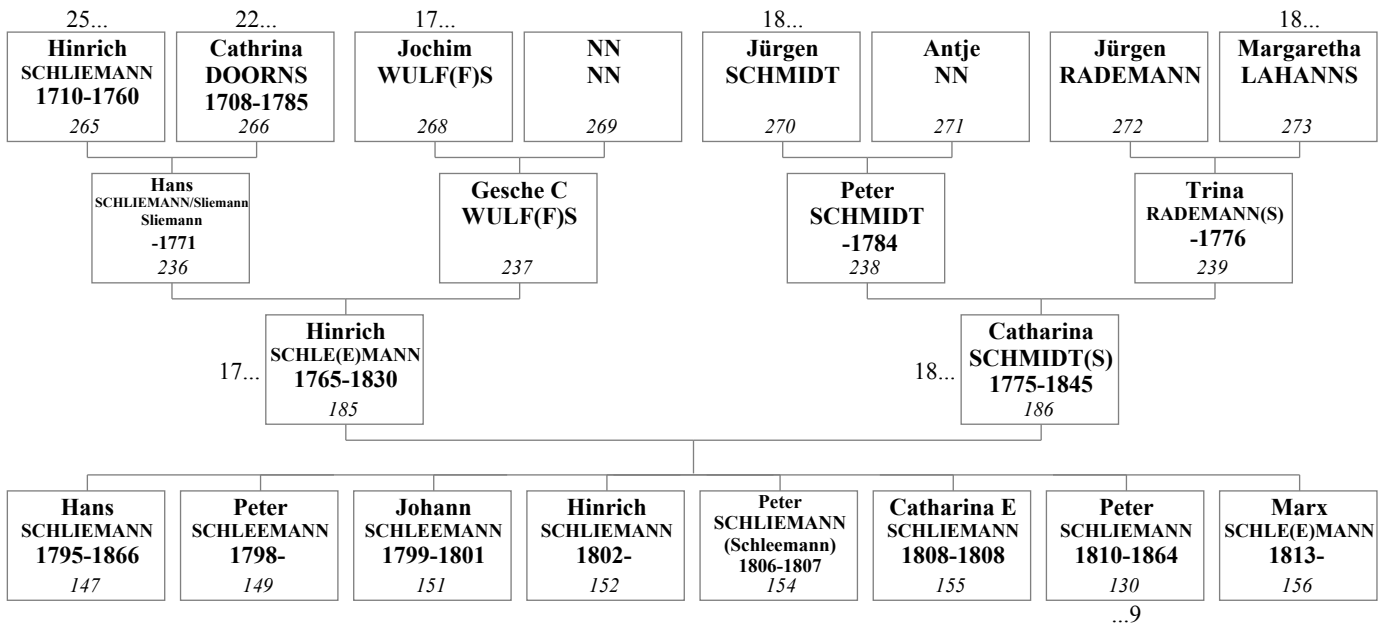 25...
22...
17...
18...
18...
Hinrich
SCHLIEMANN
1710-1760
265
Cathrina
DOORNS
1708-1785
266
Jochim
WULF(F)S
268
NN
NN
269
Jürgen
SCHMIDT
270
Antje
NN
271
Jürgen
RADEMANN
272
Margaretha
LAHANNS
273
Hans
SCHLIEMANN/Sliemann
Sliemann
-1771
236
Gesche C
WULF(F)S
237
Peter
SCHMIDT
-1784
238
Trina
RADEMANN(S)
-1776
239
17...
Hinrich
SCHLE(E)MANN
1765-1830
185
18...
Catharina
SCHMIDT(S)
1775-1845
186
Hans
SCHLIEMANN
1795-1866
147
Peter
SCHLEEMANN
1798-
149
Johann
SCHLEEMANN
1799-1801
151
Hinrich
SCHLIEMANN
1802-
152
Peter
SCHLIEMANN
(Schleemann)
1806-1807
154
Catharina E
SCHLIEMANN
1808-1808
155
Peter
SCHLIEMANN
1810-1864
130
Marx
SCHLE(E)MANN
1813-
156
...9